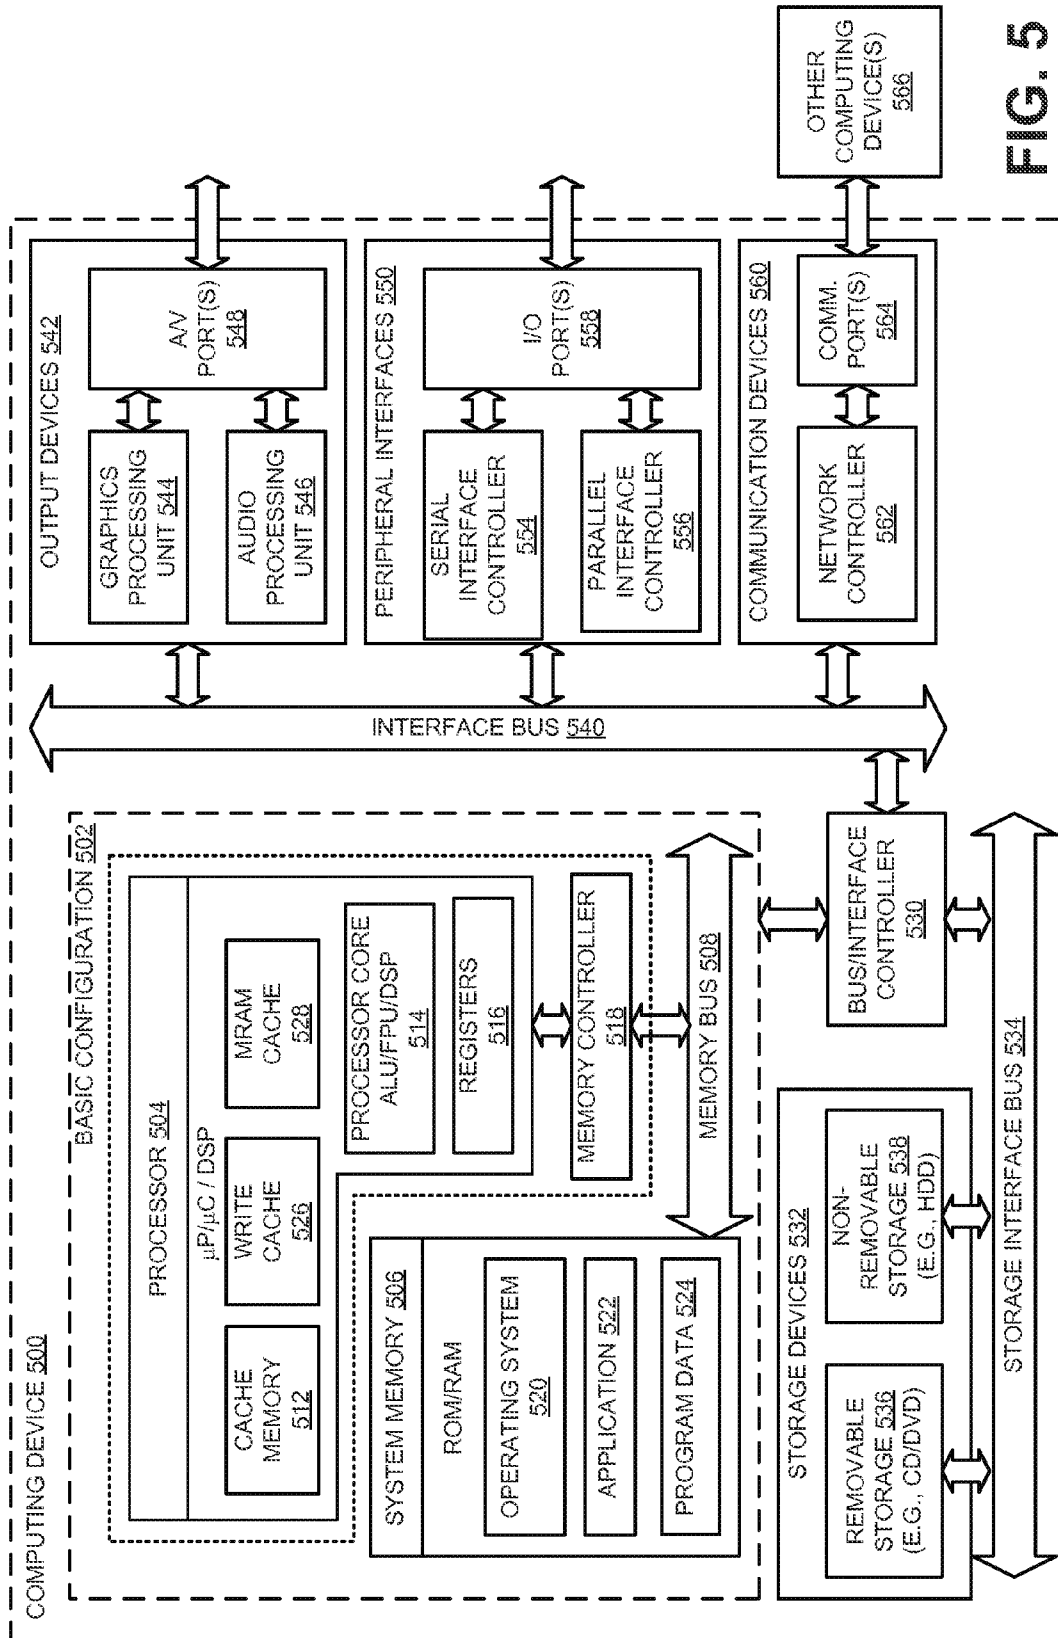 COMPUTING DEVICE 500
BASIC CONFIGURATION 502
PROCESSOR 504
µP/µC / DSP
CACHE
MEMORY
512
WRITE
CACHE
526
MRAM
CACHE
528
PROCESSOR CORE
ALU/FPU/DSP
514
REGISTERS
516
MEMORY CONTROLLER
518
SYSTEM MEMORY 506
ROM/RAM
OPERATING SYSTEM
520
APPLICATION 522
PROGRAM DATA 524
MEMORY BUS 508
STORAGE DEVICES 532
REMOVABLE
STORAGE 536
(E.G., CD/DVD)
NON-
REMOVABLE
STORAGE 538
(E.G., HDD)
BUS/INTERFACE
CONTROLLER
530
STORAGE INTERFACE BUS 534
INTERFACE BUS 540
OUTPUT DEVICES 542
GRAPHICS
PROCESSING
UNIT 544
AUDIO
PROCESSING
UNIT 546
A/V
PORT(S)
548
PERIPHERAL INTERFACES 550
SERIAL
INTERFACE
CONTROLLER
554
PARALLEL
INTERFACE
CONTROLLER
556
I/O
PORT(S)
558
COMMUNICATION DEVICES 560
NETWORK
CONTROLLER
562
COMM.
PORT(S)
564
OTHER
COMPUTING
DEVICE(S)
566
FIG. 5